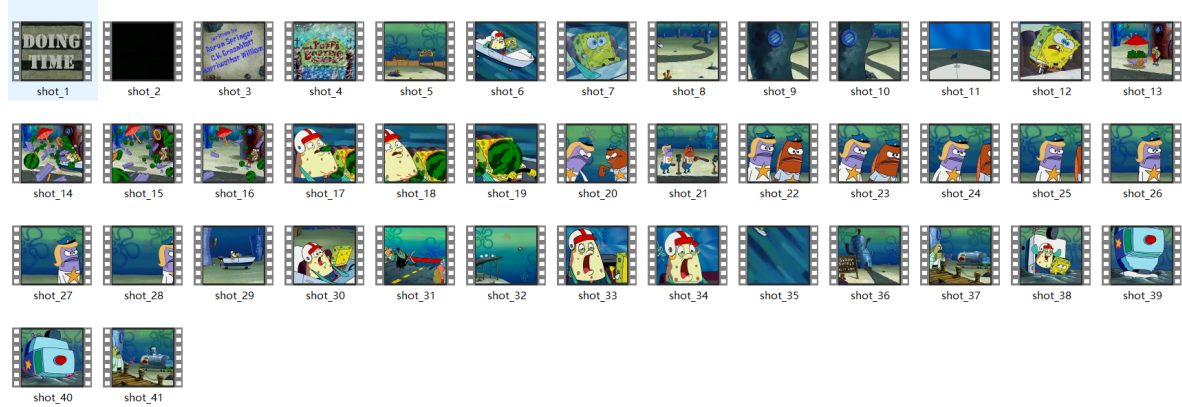 DOING
TIME
Aaron Springer
shot_1 shot_2 shot_3 shot_4 shot_5 shot_6 shot_7 shot_8 shot_9 shot_10 shot_11 shot_12 shot_13
shot_14 shot_15 shot_16 shot_17 shot_18 shot_19 shot_20 shot_21 shot_22 shot_23 shot_24 shot_25 shot_26
shot_27 shot_28 shot_29 shot_30 shot_31 shot_32 shot_33 shot_34 shot_35 shot_36 shot_37 shot_38 shot_39
shot_40 shot_41